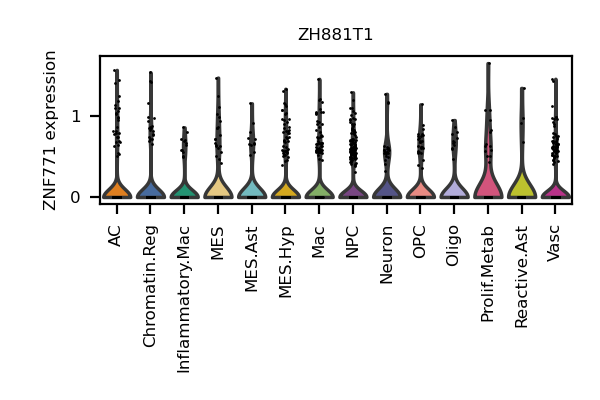 ZH881T1
ZNF771 expression
1
0
AC
Chromatin.Reg
Inflammatory.Mac
MES
MES.Ast
MES.Hyp
Mac
NPC
Neuron
OPC
Oligo
Prolif.Metab
Reactive.Ast
Vasc